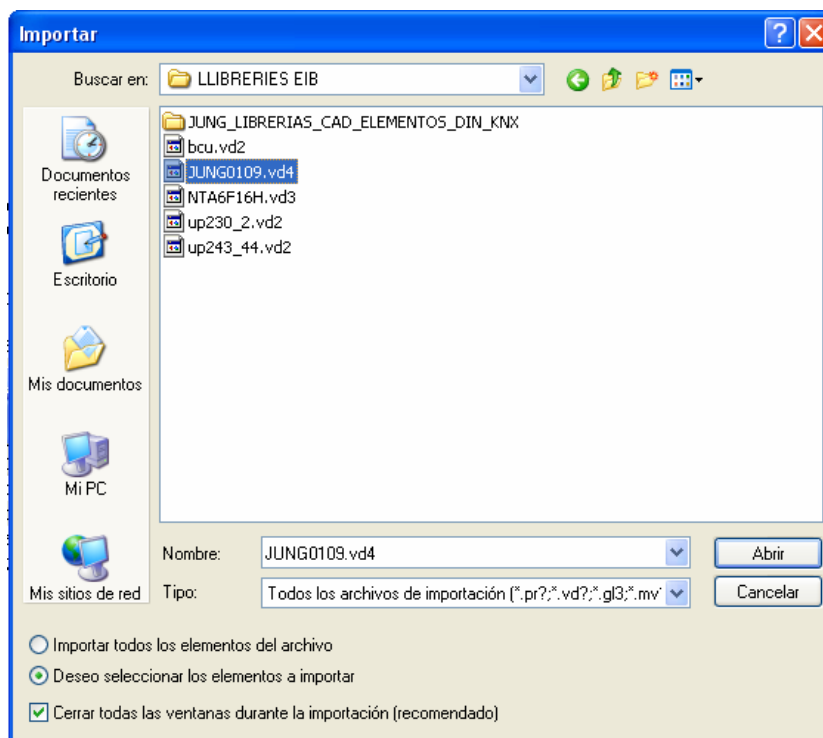 Importar
Buscar en: LLIBRERIES EIB
JUNG_LIBRERIAS_CAD_ELEMENTOS_DIN_KNX
bcu.vd2
JUNG0109.vd4
NTA6F16H.vd3
up230_2.vd2
up243_44.vd2
Documentos
recientes
Escritorio
Mis documentos
Mi PC
Mis sitios de red
Nombre: JUNG0109.vd4 Abrir
Tipo: Todos los archivos de importación (*.pr?;*.vd?;*.gl3;*.mv Cancelar
Importar todos los elementos del archivo
Deseo seleccionar los elementos a importar
Cerrar todas las ventanas durante la importación (recomendado)